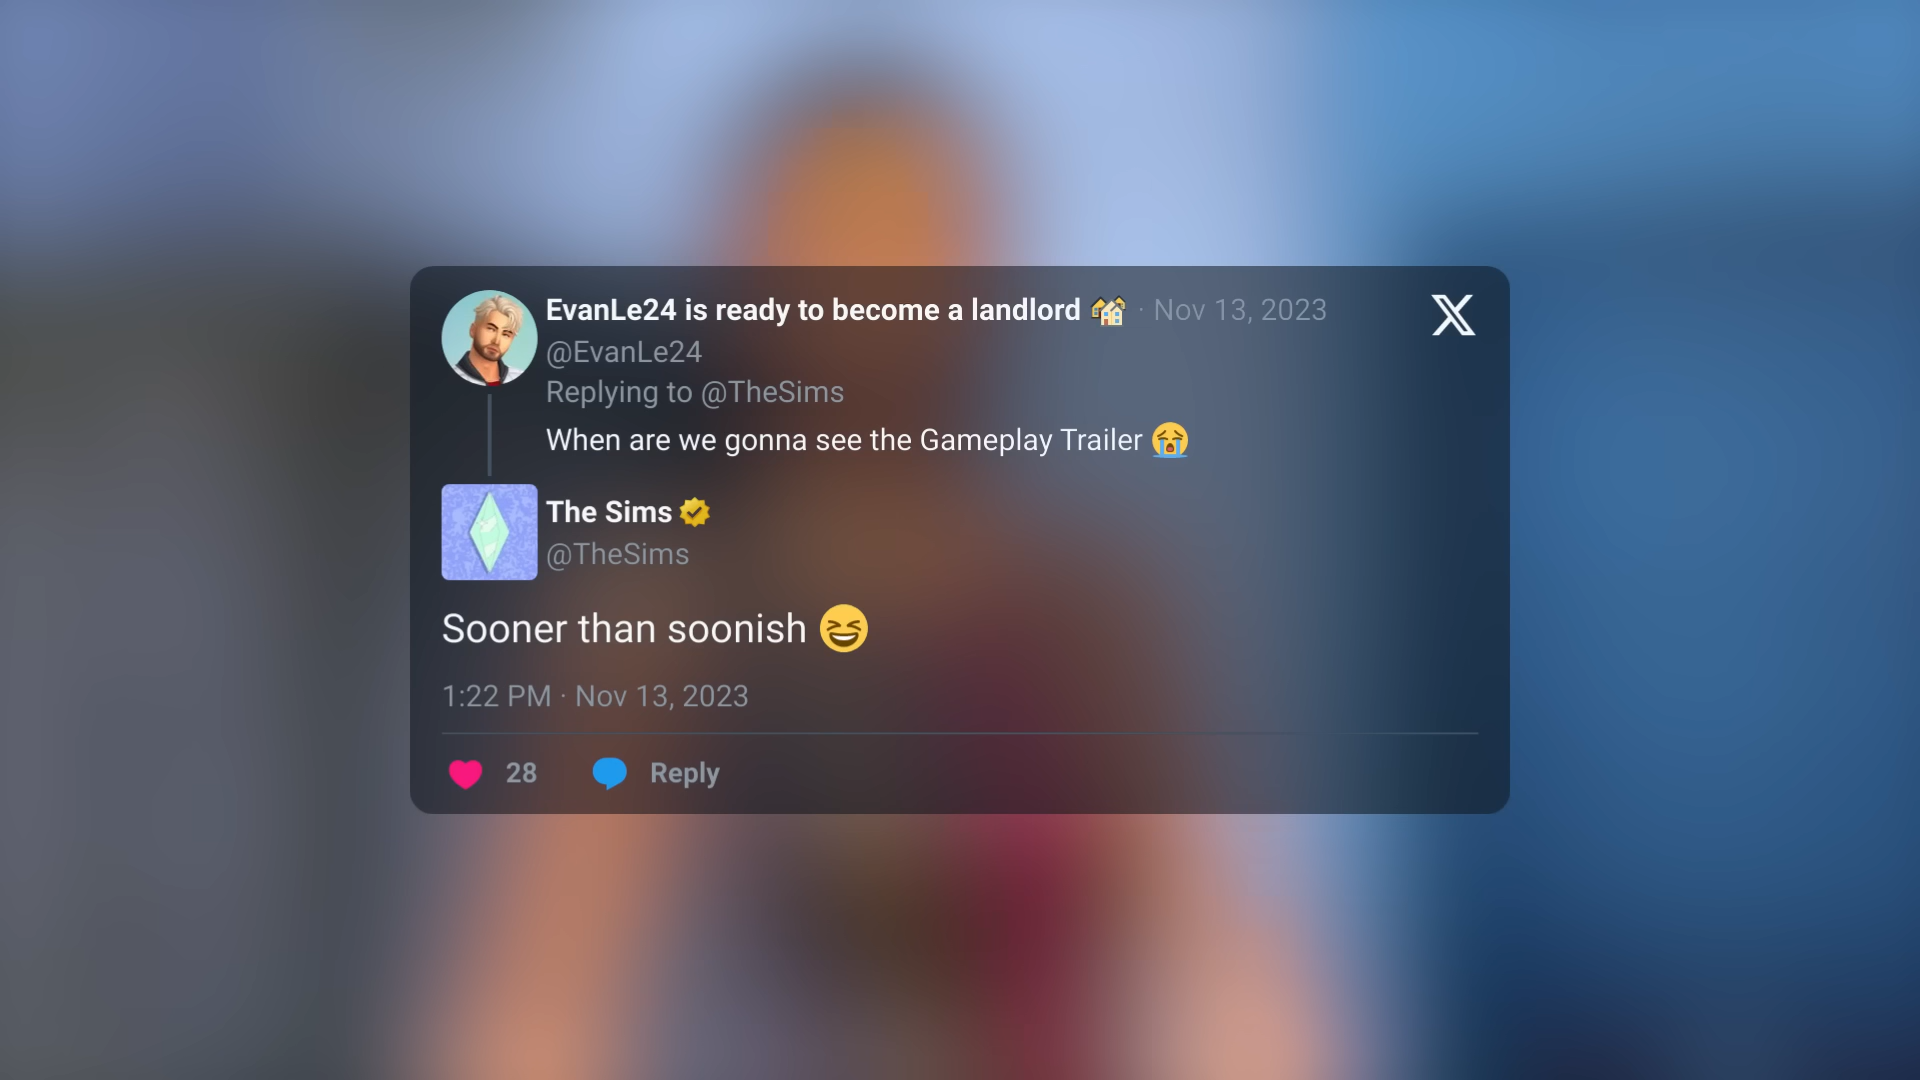 EvanLe24 is ready to become a landlord 🏘️ · Nov 13, 2023
@EvanLe24
Replying to @TheSims
When are we gonna see the Gameplay Trailer 😭
The Sims
@TheSims
Sooner than soonish 😆
1:22 PM · Nov 13, 2023
28 Reply